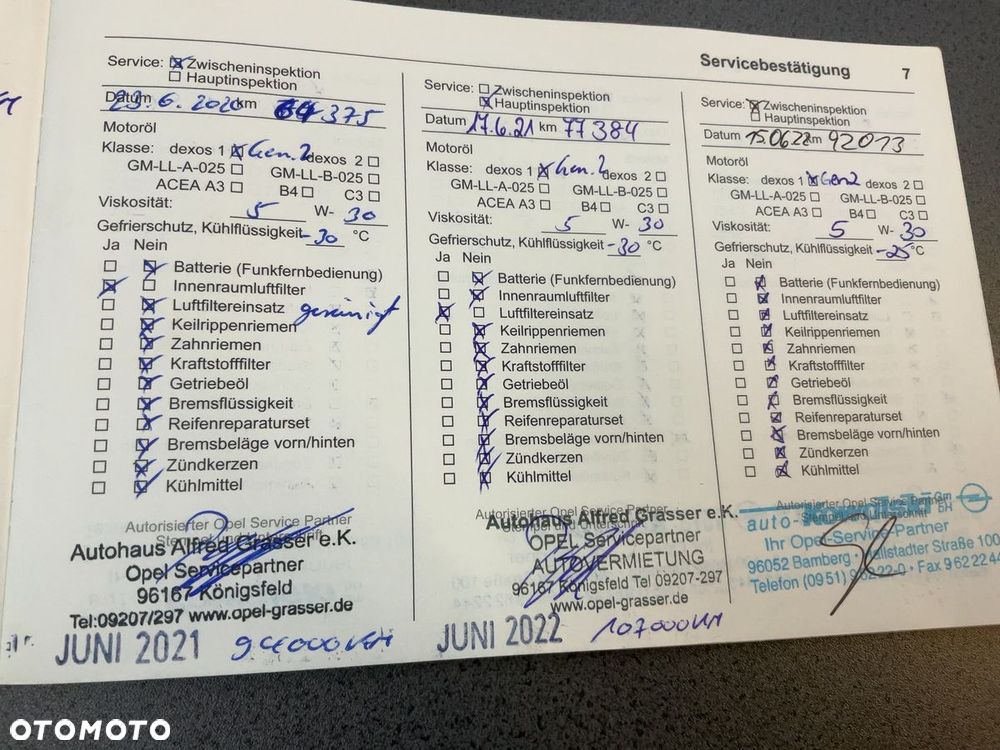 Servicebestätigung 7
Service: Zwischeninspektion
Hauptinspektion
Datum 23.6.2020 km 64375
Motoröl
Klasse: dexos 1 Gen.2 dexos 2
GM-LL-A-025 GM-LL-B-025
ACEA A3 B4 C3
Viskosität: 5 W- 30
Gefrierschutz, Kühlflüssigkeit -30 °C
Ja Nein
Batterie (Funkfernbedienung)
Innenraumluftfilter
Luftfiltereinsatz gereinigt
Keilrippenriemen
Zahnriemen
Kraftstofffilter
Getriebeöl
Bremsflüssigkeit
Reifenreparaturset
Bremsbeläge vorn/hinten
Zündkerzen
Kühlmittel
Autorisierter Opel Service Partner
Autohaus Alfred Grasser e.K.
Opel Servicepartner
96167 Königsfeld
Tel:09207/297 www.opel-grasser.de
JUNI 2021 94000KM
Service: Zwischeninspektion
Hauptinspektion
Datum 17.6.21 km 77384
Motoröl
Klasse: dexos 1 Gen.2 dexos 2
GM-LL-A-025 GM-LL-B-025
ACEA A3 B4 C3
Viskosität: 5 W- 30
Gefrierschutz, Kühlflüssigkeit -30 °C
Ja Nein
Batterie (Funkfernbedienung)
Innenraumluftfilter
Luftfiltereinsatz
Keilrippenriemen
Zahnriemen
Kraftstofffilter
Getriebeöl
Bremsflüssigkeit
Reifenreparaturset
Bremsbeläge vorn/hinten
Zündkerzen
Kühlmittel
Autorisierter Opel Service Partner
Autohaus Alfred Grasser e.K.
OPEL Servicepartner
AUTOVERMIETUNG
96167 Königsfeld Tel 09207-297
www.opel-grasser.de
JUNI 2022 107000KM
Service: Zwischeninspektion
Hauptinspektion
Datum 15.06.22 km 92013
Motoröl
Klasse: dexos 1 Gen2 dexos 2
GM-LL-A-025 GM-LL-B-025
ACEA A3 B4 C3
Viskosität: 5 W- 30
Gefrierschutz, Kühlflüssigkeit -25 °C
Ja Nein
Batterie (Funkfernbedienung)
Innenraumluftfilter
Luftfiltereinsatz
Keilrippenriemen
Zahnriemen
Kraftstofffilter
Getriebeöl
Bremsflüssigkeit
Reifenreparaturset
Bremsbeläge vorn/hinten
Zündkerzen
Kühlmittel
Autorisierter Opel Service Partner
Ihr Opel-Service-Partner
96052 Bamberg Hallstadter Straße 100
Telefon (0951) Fax 962244
OTOMOTO